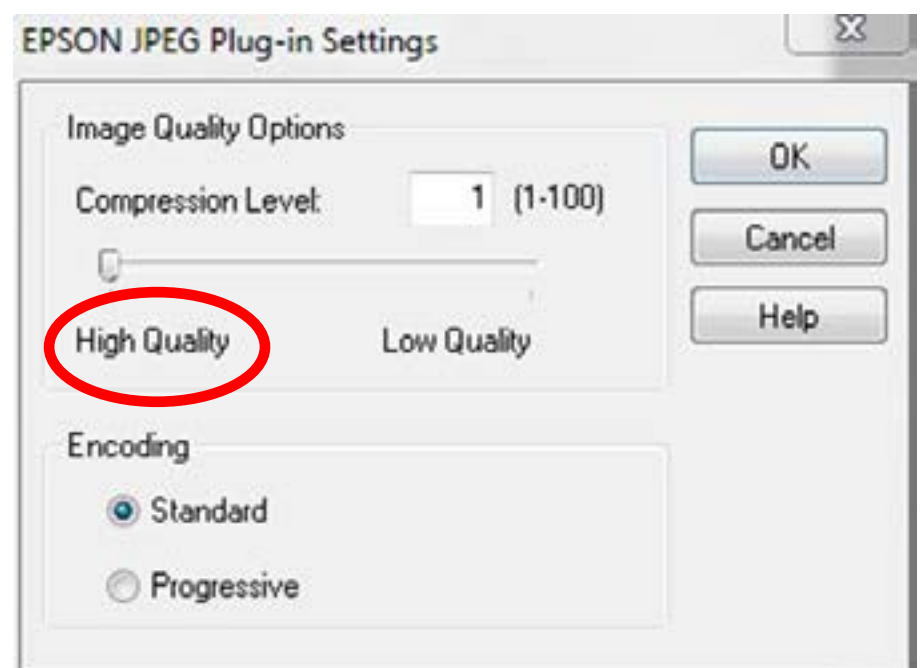 EPSON JPEG Plug-in Settings
Image Quality Options
Compression Level: 1 (1-100)
High Quality Low Quality
OK
Cancel
Help
Encoding
Standard
Progressive